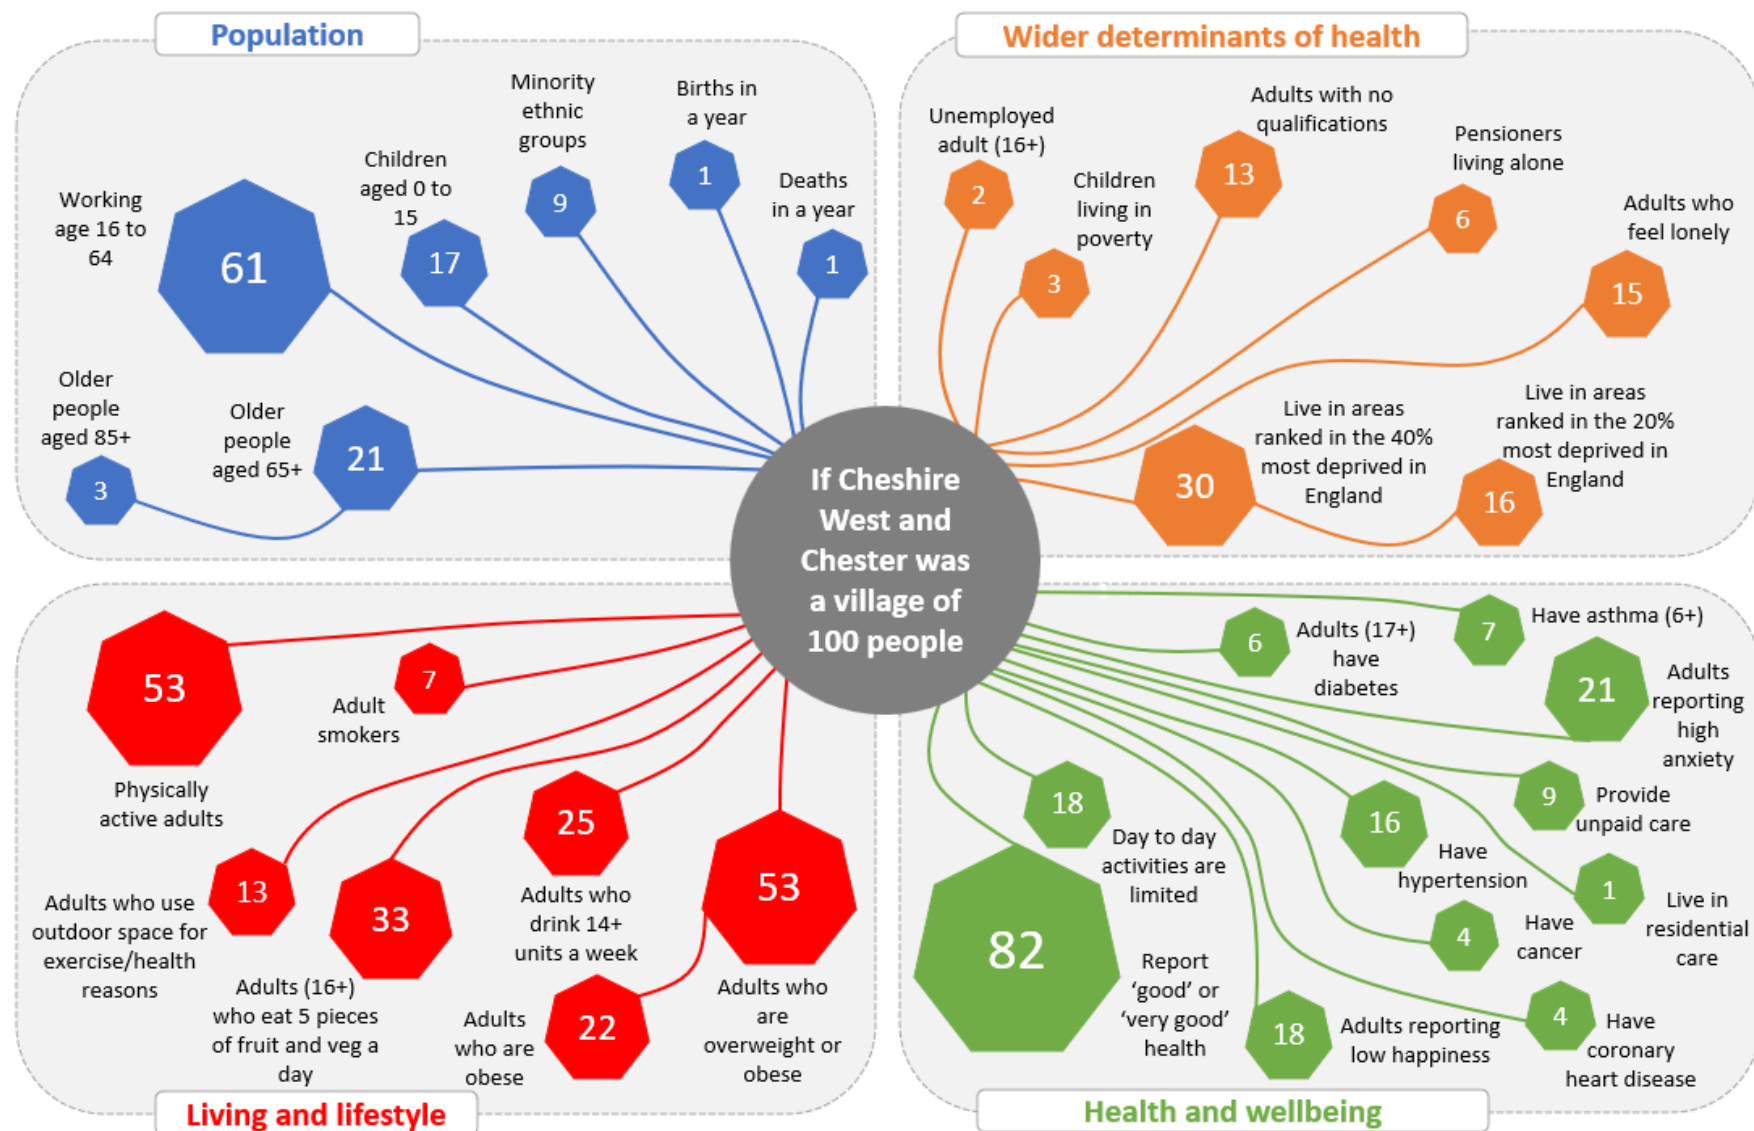 Population
Working
age 16 to
64
61
Children
aged 0 to
15
17
Minority
ethnic
groups
9
Births in
a year
1
Deaths
in a year
1
Older
people
aged 85+
3
Older
people
aged 65+
21
Wider determinants of health
Unemployed
adult (16+)
2
Children
living in
poverty
3
Adults with no
qualifications
13
Pensioners
living alone
6
Adults who
feel lonely
15
Live in areas
ranked in the 40%
most deprived in
England
30
Live in areas
ranked in the 20%
most deprived in
England
16
If Cheshire
West and
Chester was
a village of
100 people
53
Physically
active adults
7
Adult
smokers
13
Adults who use
outdoor space for
exercise/health
reasons
33
Adults (16+)
who eat 5 pieces
of fruit and veg a
day
25
Adults who
drink 14+
units a week
22
Adults
who are
obese
53
Adults who
are
overweight or
obese
Living and lifestyle
6
Adults (17+)
have
diabetes
7
Have asthma (6+)
21
Adults
reporting
high
anxiety
18
Day to day
activities are
limited
16
Have
hypertension
9
Provide
unpaid care
1
Live in
residential
care
82
Report
‘good’ or
‘very good’
health
4
Have
cancer
18
Adults reporting
low happiness
4
Have
coronary
heart disease
Health and wellbeing